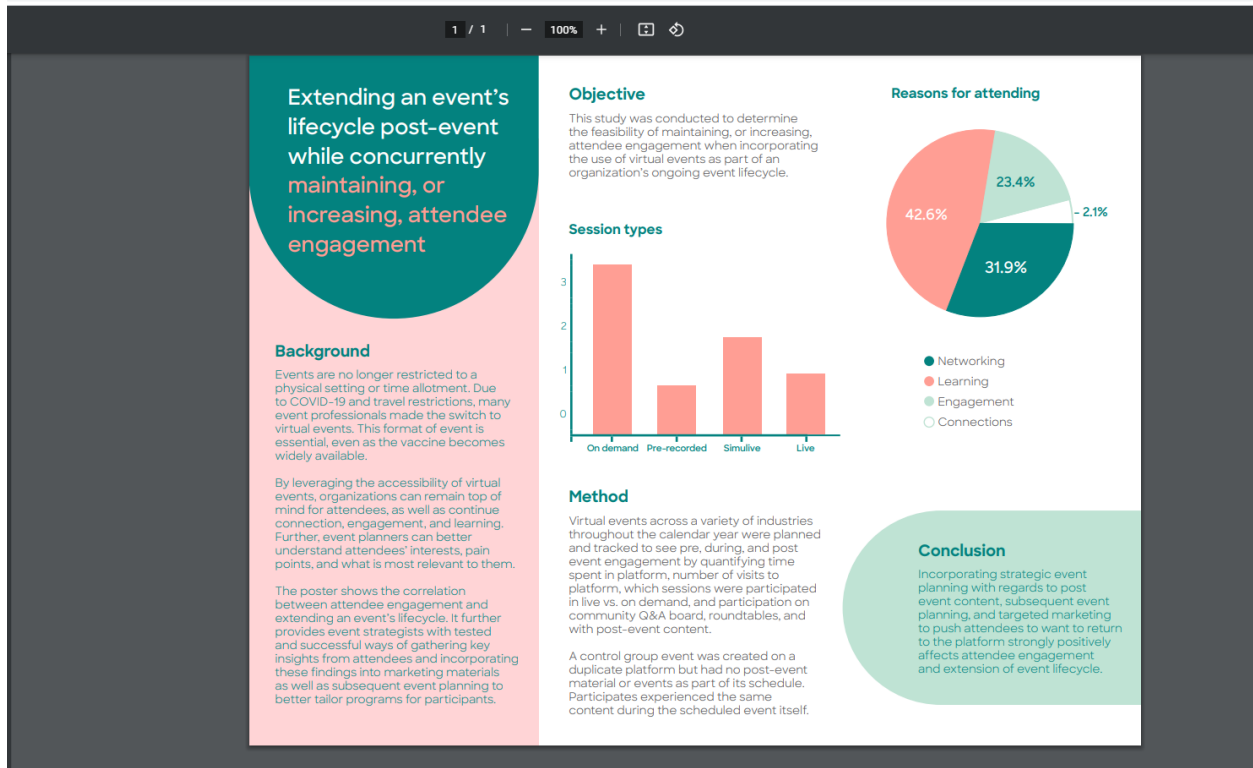 1 / 1
100%
Extending an event's
lifecycle post-event
while concurrently
maintaining, or
increasing, attendee
engagement
Background
Events are no longer restricted to a
physical setting or time allotment. Due
to COVID-19 and travel restrictions, many
event professionals made the switch to
virtual events. This format of event is
essential, even as the vaccine becomes
widely available.
By leveraging the accessibility of virtual
events, organizations can remain top of
mind for attendees, as well as continue
connection, engagement, and learning.
Further, event planners can better
understand attendees' interests, pain
points, and what is most relevant to them.
The poster shows the correlation
between attendee engagement and
extending an event's lifecycle. It further
provides event strategists with tested
and successful ways of gathering key
insights from attendees and incorporating
these findings into marketing materials
as well as subsequent event planning to
better tailor programs for participants.
Objective
This study was conducted to determine
the feasibility of maintaining, or increasing,
attendee engagement when incorporating
the use of virtual events as part of an
organization's ongoing event lifecycle.
Session types
3
2
1
0
On demand Pre-recorded Simulive Live
Method
Virtual events across a variety of industries
throughout the calendar year were planned
and tracked to see pre, during, and post
event engagement by quantifying time
spent in platform, number of visits to
platform, which sessions were participated
in live vs. on demand, and participation on
community Q&A board, roundtables, and
with post-event content.
A control group event was created on a
duplicate platform but had no post-event
material or events as part of its schedule.
Participates experienced the same
content during the scheduled event itself.
Reasons for attending
23.4%
42.6%
- 2.1%
31.9%
Networking
Learning
Engagement
Connections
Conclusion
Incorporating strategic event
planning with regards to post
event content, subsequent event
planning, and targeted marketing
to push attendees to want to return
to the platform strongly positively
affects attendee engagement
and extension of event lifecycle.